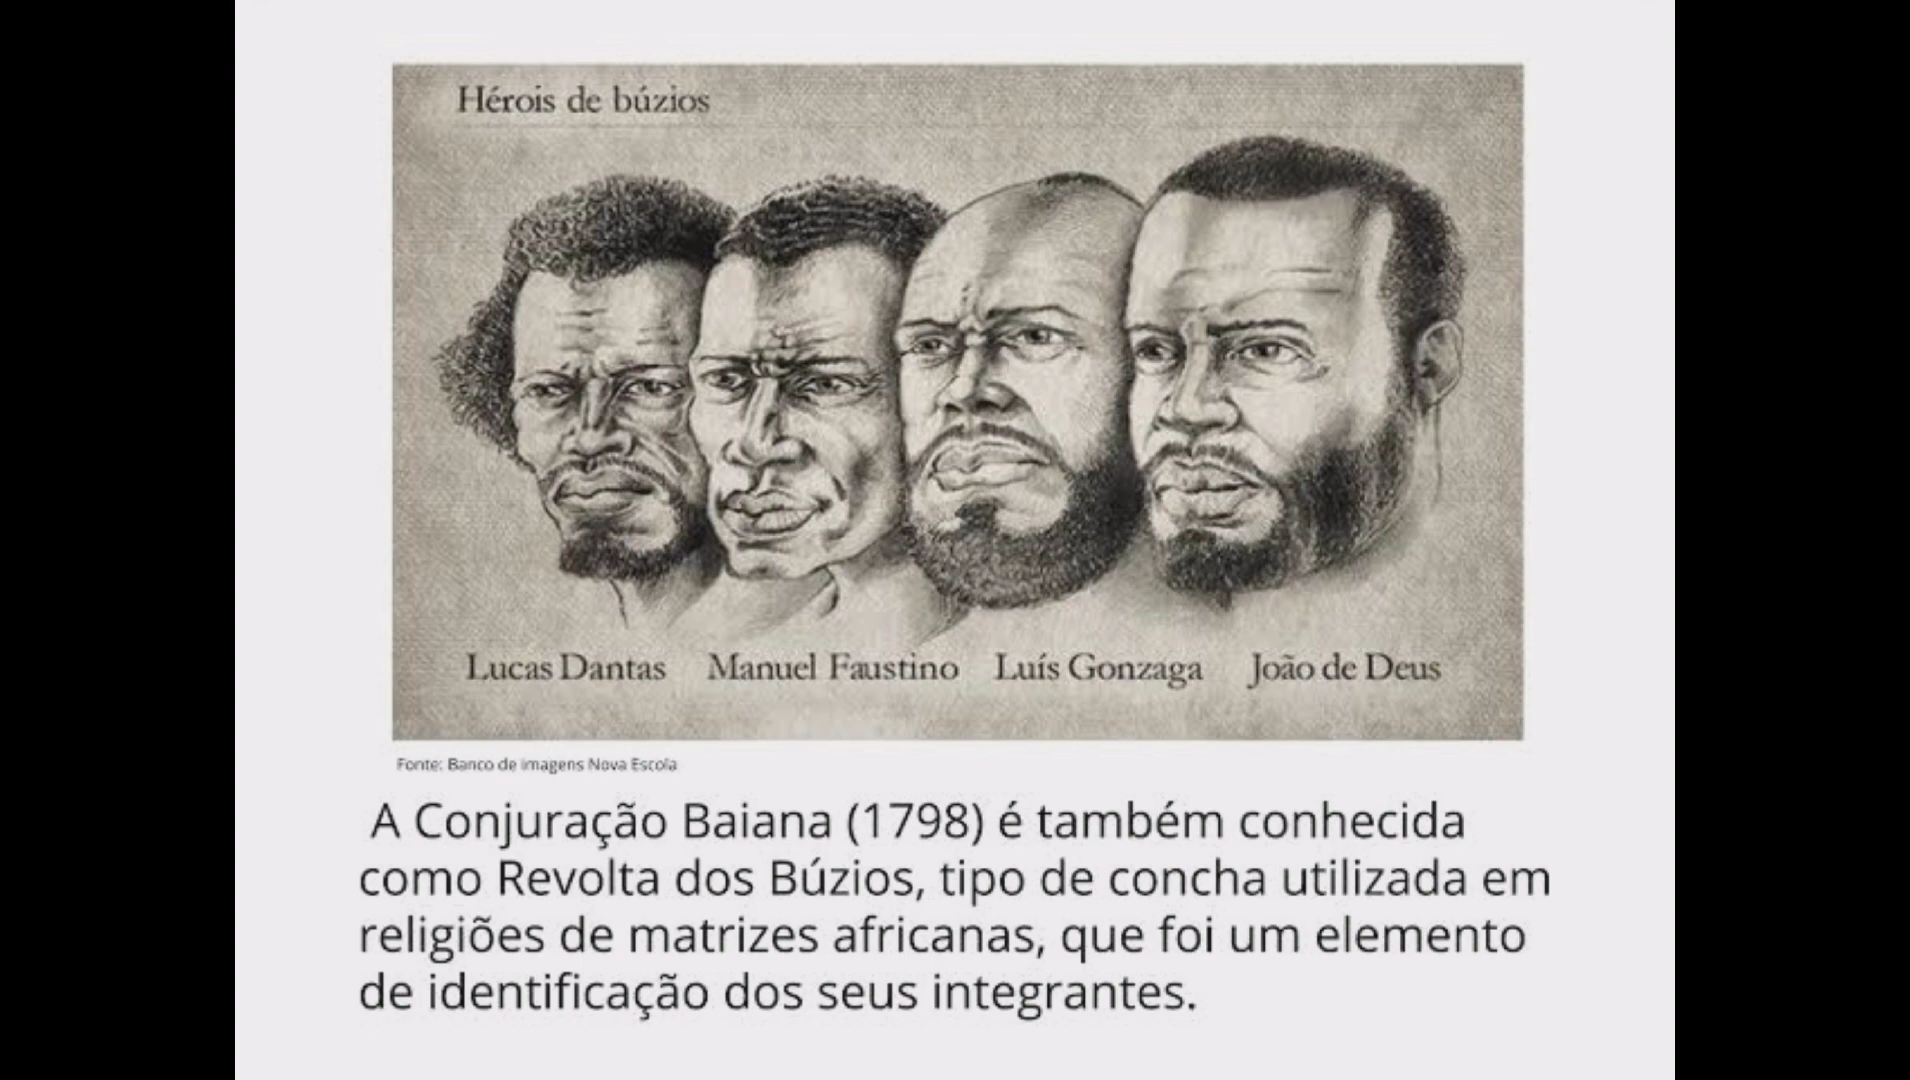 Hérois de búzios
Lucas Dantas Manuel Faustino Luís Gonzaga João de Deus
Fonte: Banco de imagens Nova Escola
A Conjuração Baiana (1798) é também conhecida
como Revolta dos Búzios, tipo de concha utilizada em
religiões de matrizes africanas, que foi um elemento
de identificação dos seus integrantes.